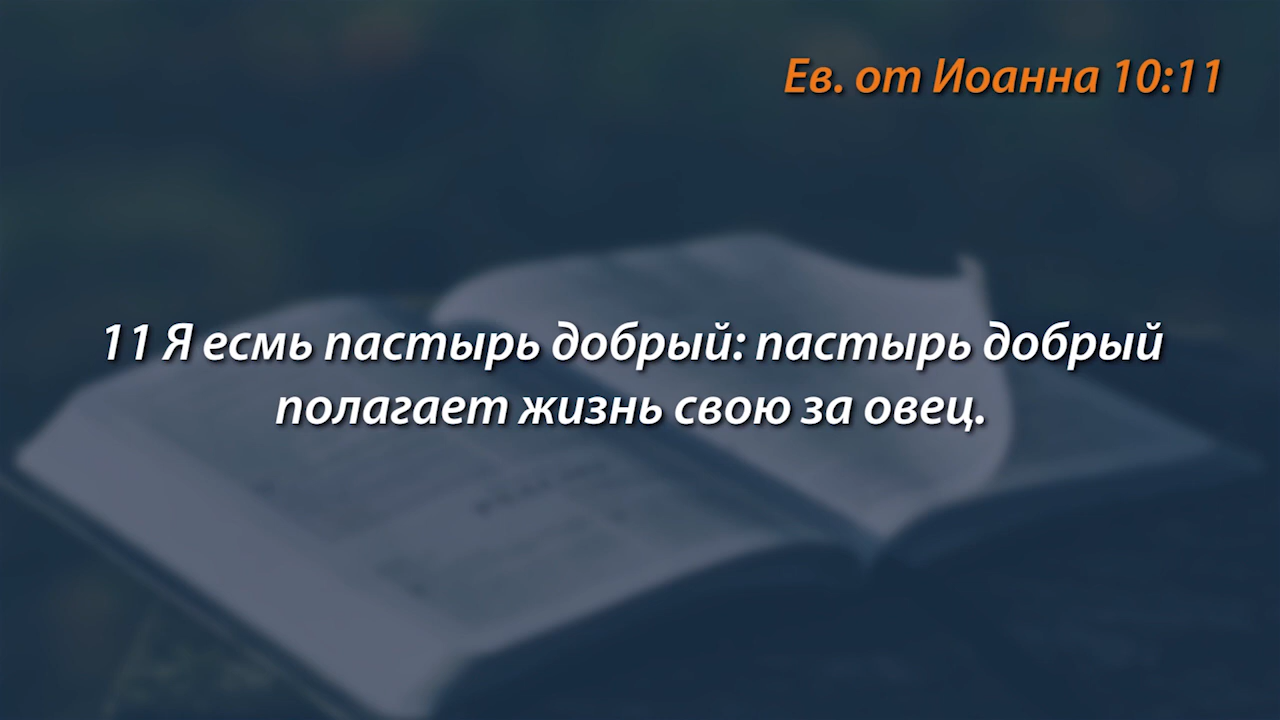 Ев. от Иоанна 10:11
11 Я есмь пастырь добрый: пастырь добрый
полагает жизнь свою за овец.